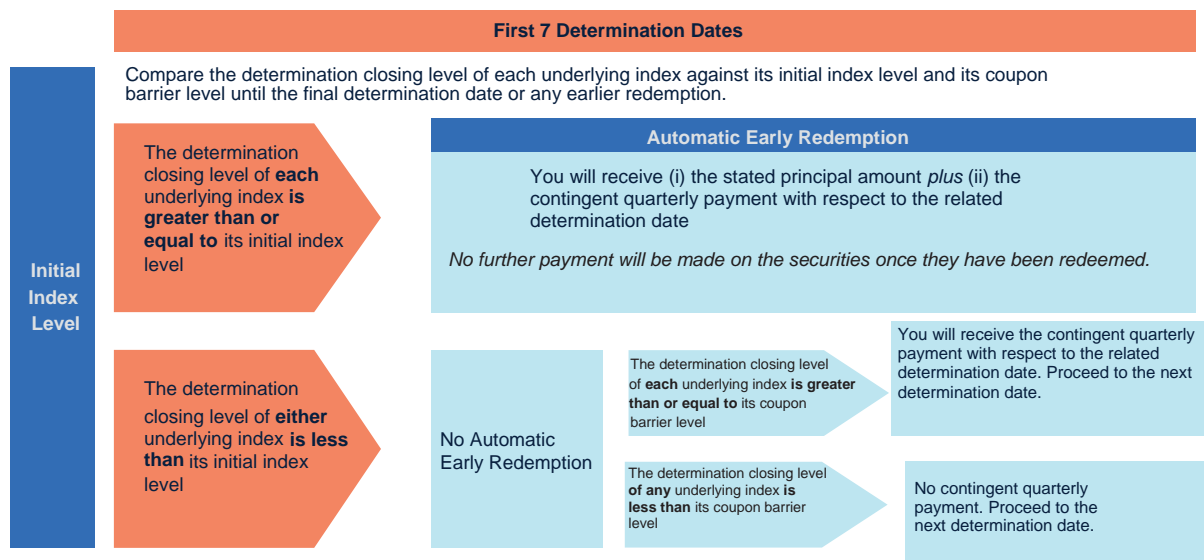 First 7 Determination Dates
Compare the determination closing level of each underlying index against its initial index level and its coupon
barrier level until the final determination date or any earlier redemption.
Initial
Index
Level
The determination
closing level of each
underlying index is
greater than or
equal to its initial index
level
Automatic Early Redemption
You will receive (i) the stated principal amount plus (ii) the
contingent quarterly payment with respect to the related
determination date
No further payment will be made on the securities once they have been redeemed.
The determination
closing level of either
underlying index is less
than its initial index
level
No Automatic
Early Redemption
The determination closing level
of each underlying index is greater
than or equal to its coupon
barrier level
You will receive the contingent quarterly
payment with respect to the related
determination date. Proceed to the next
determination date.
The determination closing level
of any underlying index is
less than its coupon barrier
level
No contingent quarterly
payment. Proceed to the
next determination date.